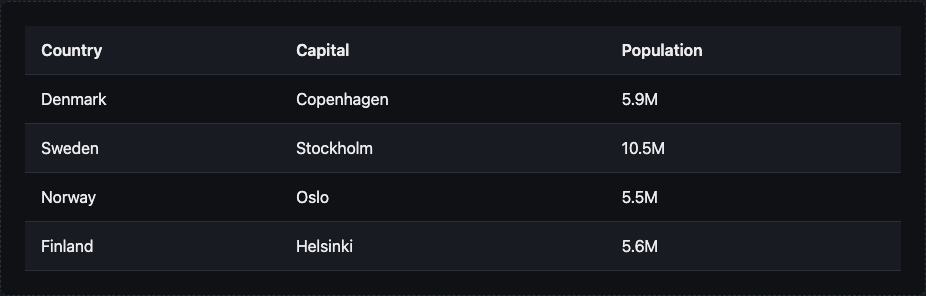 Country Capital Population
Denmark Copenhagen 5.9M
Sweden Stockholm 10.5M
Norway Oslo 5.5M
Finland Helsinki 5.6M